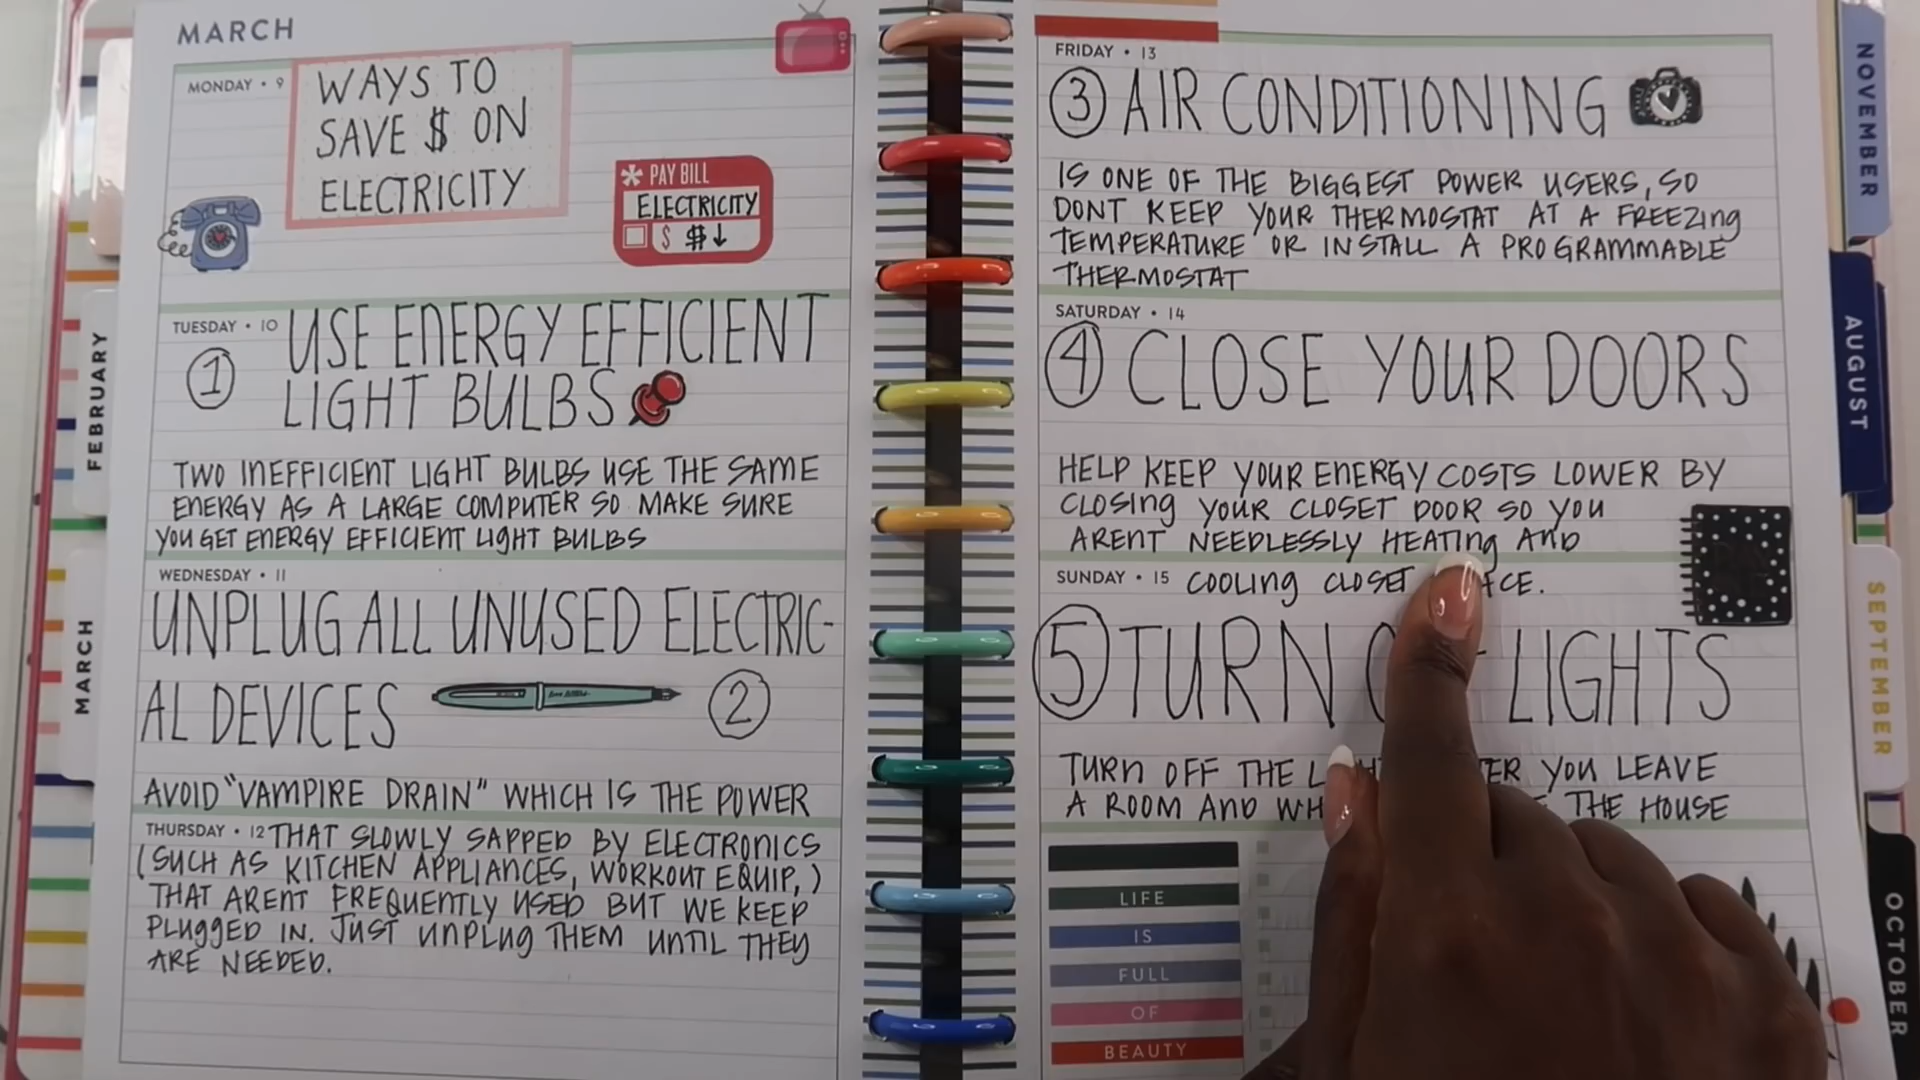 MARCH
MONDAY • 9
WAYS TO
SAVE $ ON
ELECTRICITY
* PAY BILL
ELECTRICITY
$ $↓
TUESDAY • 10
① USE ENERGY EFFICIENT
LIGHT BULBS
TWO INEFFICIENT LIGHT BULBS USE THE SAME
ENERGY AS A LARGE COMPUTER SO MAKE SURE
YOU GET ENERGY EFFICIENT LIGHT BULBS
WEDNESDAY • 11
UNPLUG ALL UNUSED ELECTRIC-
AL DEVICES ②
AVOID "VAMPIRE DRAIN" WHICH IS THE POWER
THURSDAY • 12 THAT SLOWLY SAPPED BY ELECTRONICS
(SUCH AS KITCHEN APPLIANCES, WORKOUT EQUIP,)
THAT ARENT FREQUENTLY USED BUT WE KEEP
PLUGGED IN. JUST UNPLUG THEM UNTIL THEY
ARE NEEDED.
FRIDAY • 13
③ AIR CONDITIONING
IS ONE OF THE BIGGEST POWER USERS, SO
DONT KEEP YOUR THERMOSTAT AT A FREEZING
TEMPERATURE OR INSTALL A PROGRAMMABLE
THERMOSTAT
SATURDAY • 14
④ CLOSE YOUR DOORS
HELP KEEP YOUR ENERGY COSTS LOWER BY
CLOSING YOUR CLOSET DOOR SO YOU
ARENT NEEDLESSLY HEATING AND
SUNDAY • 15 COOLING CLOSET
⑤ TURN LIGHTS
TURN OFF THE YOU LEAVE
A ROOM AND THE HOUSE
LIFE
IS
FULL
OF
BEAUTY
FEBRUARY
MARCH
NOVEMBER
AUGUST
SEPTEMBER
OCTOBER